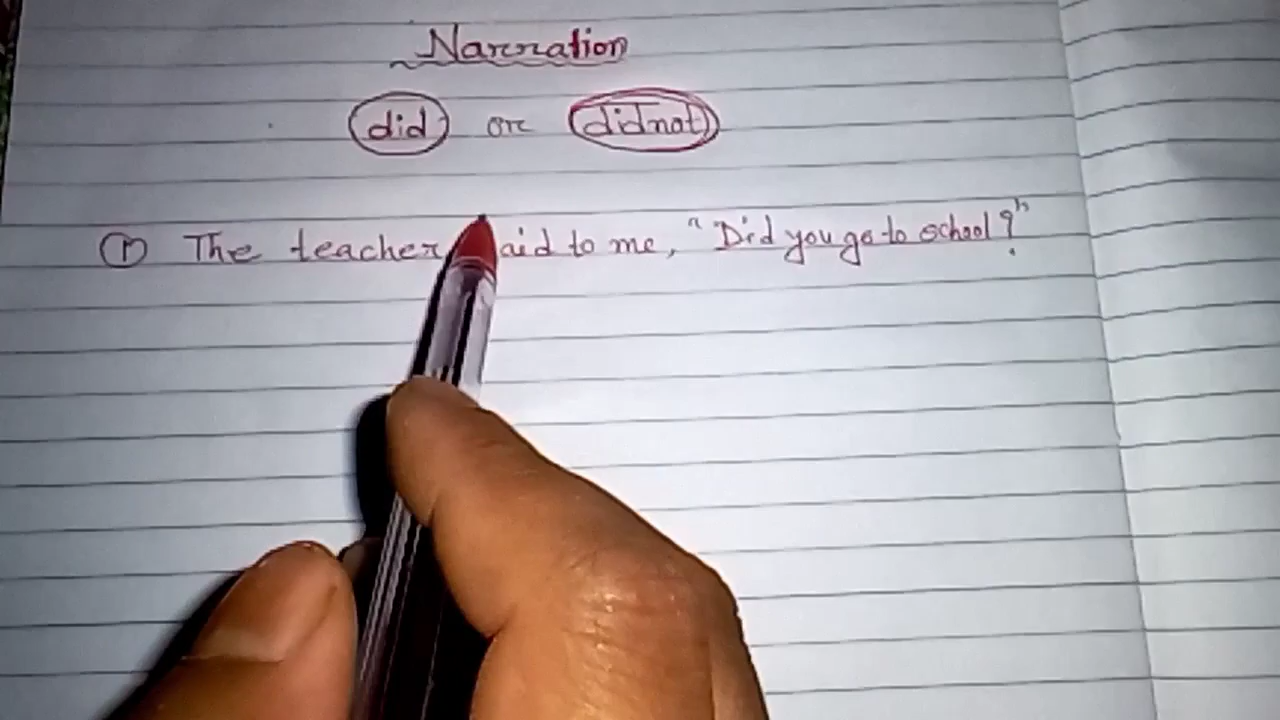 Narration
did or didnot
① The teacher said to me, "Did you go to school?"